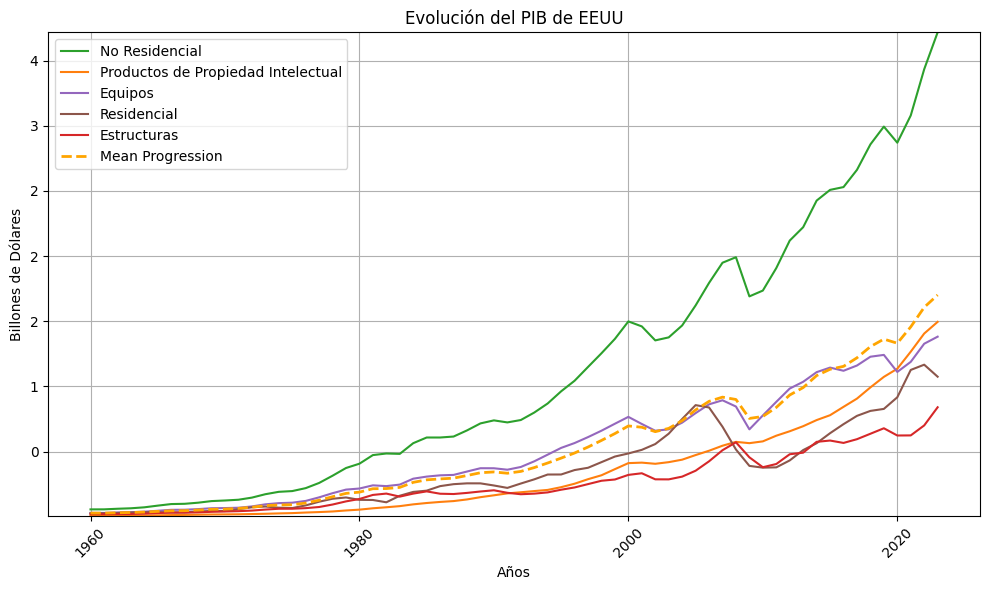 Evolución del PIB de EEUU
No Residencial
Productos de Propiedad Intelectual
Equipos
Residencial
Estructuras
Mean Progression
Billones de Dólares
4
3
2
2
2
1
0
1960
1980
2000
2020
Años